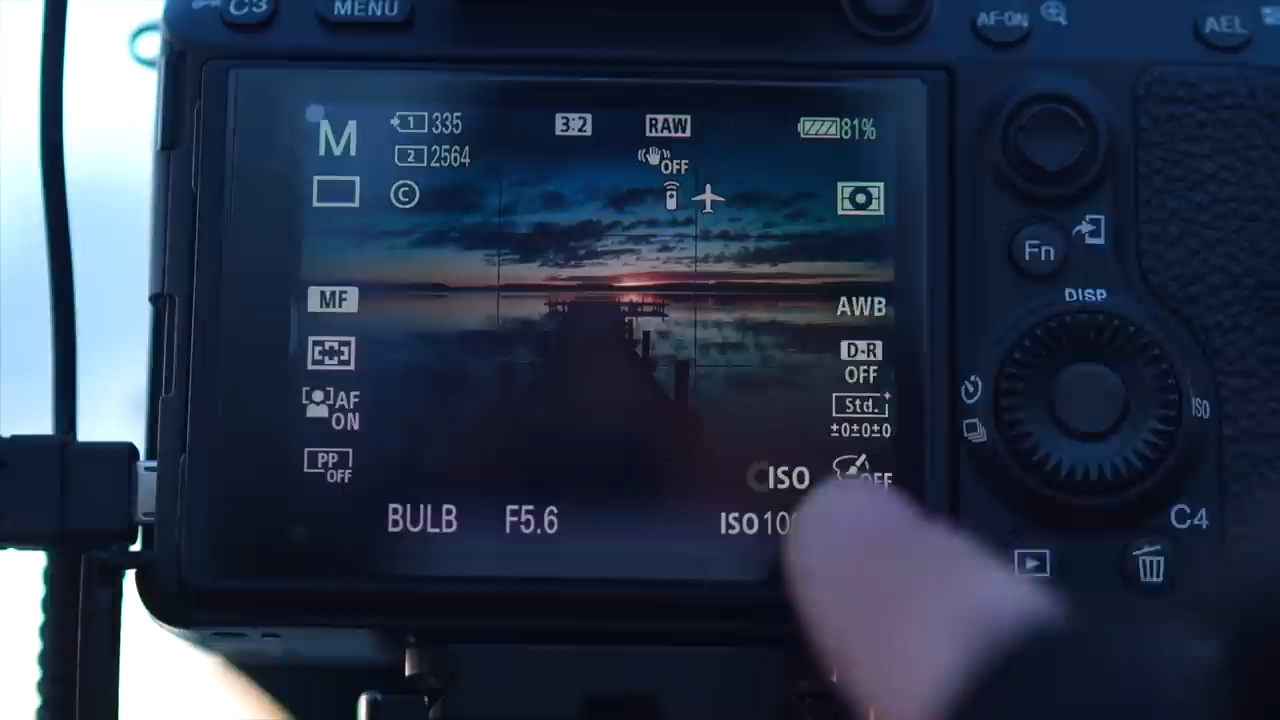 C3
MENU
AF-ON
AEL
M
1 335
3:2
RAW
81%
2 2564
OFF
C
Fn
DISP
MF
AWB
D-R
OFF
AF
ON
Std.
±0±0±0
ISO
PP
OFF
ISO
OFF
BULB
F5.6
ISO
C4